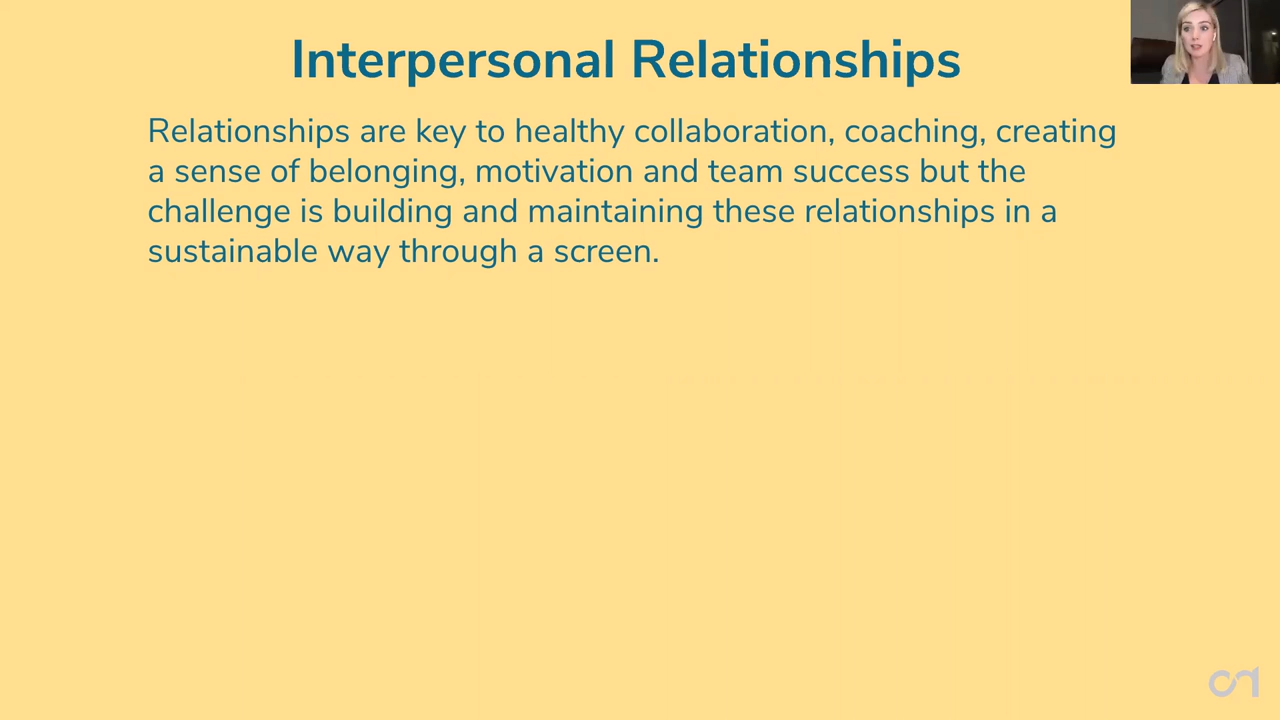 Interpersonal Relationships
Relationships are key to healthy collaboration, coaching, creating
a sense of belonging, motivation and team success but the
challenge is building and maintaining these relationships in a
sustainable way through a screen.